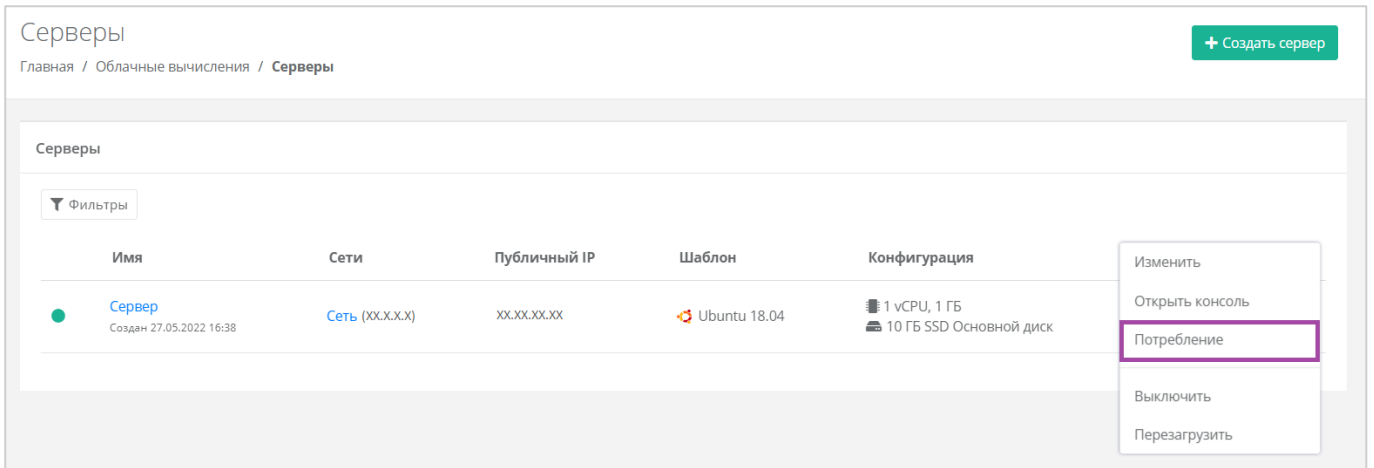 Серверы
+ Создать сервер
Главная / Облачные вычисления / Серверы
Серверы
Фильтры
Имя Сети Публичный IP Шаблон Конфигурация
Сервер
Создан 27.05.2022 16:38
Сеть (XX.X.X.X)
XX.XX.XX.XX
Ubuntu 18.04
1 vCPU, 1 ГБ
10 ГБ SSD Основной диск
Изменить
Открыть консоль
Потребление
Выключить
Перезагрузить